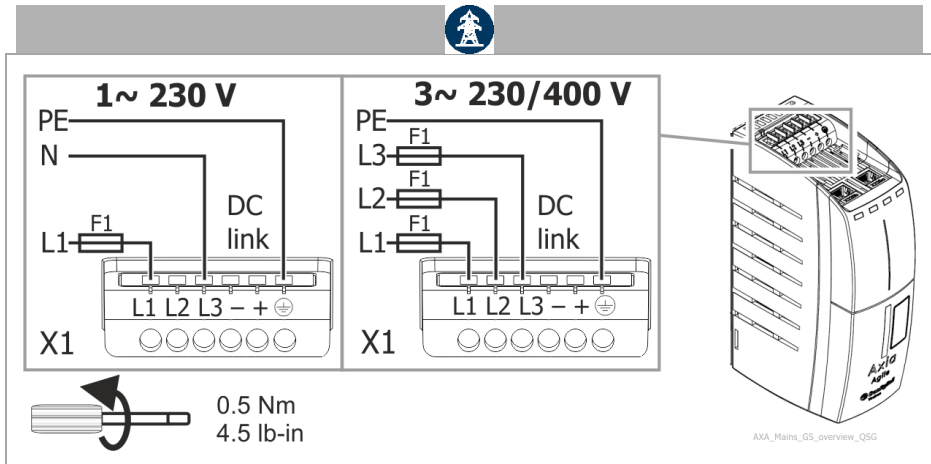 1~ 230 V
PE
N
F1
L1
DC
link
L1 L2 L3 – +
X1
3~ 230/400 V
PE
F1
L3
F1
L2
F1
L1
DC
link
L1 L2 L3 – +
X1
0.5 Nm
4.5 lb-in
Axia
Agile
Bonfiglioli
AXA_Mains_GS_overview_QSG